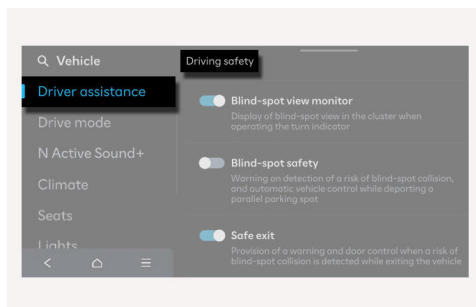 Vehicle
Driver assistance
Drive mode
N Active Sound+
Climate
Seats
Lights
Driving safety
Blind-spot view monitor
Display of blind-spot view in the cluster when
operating the turn indicator
Blind-spot safety
Warning on detection of a risk of blind-spot collision,
and automatic vehicle control while departing a
parallel parking spot
Safe exit
Provision of a warning and door control when a risk of
blind-spot collision is detected while exiting the vehicle